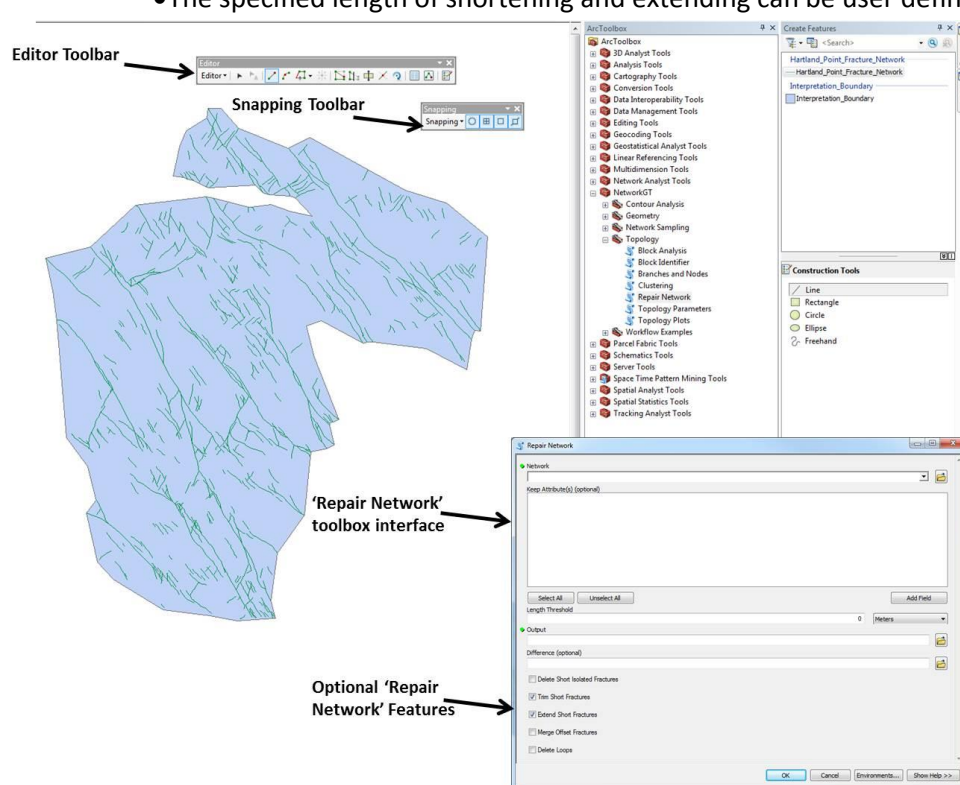 •The specified length of shortening and extending can be user defin
Editor Toolbar
Editor
Editor
Snapping Toolbar
Snapping
Snapping
ArcToolbox
ArcToolbox
3D Analyst Tools
Analysis Tools
Cartography Tools
Conversion Tools
Data Interoperability Tools
Data Management Tools
Editing Tools
Geocoding Tools
Geostatistical Analyst Tools
Linear Referencing Tools
Multidimension Tools
Network Analyst Tools
NetworkGT
Contour Analysis
Geometry
Network Sampling
Topology
Block Analysis
Block Identifier
Branches and Nodes
Clustering
Repair Network
Topology Parameters
Topology Plots
Workflow Examples
Parcel Fabric Tools
Schematics Tools
Server Tools
Space Time Pattern Mining Tools
Spatial Analyst Tools
Spatial Statistics Tools
Tracking Analyst Tools
Create Features
<Search>
Hartland_Point_Fracture_Network
Hartland_Point_Fracture_Network
Interpretation_Boundary
Interpretation_Boundary
Construction Tools
Line
Rectangle
Circle
Ellipse
Freehand
'Repair Network'
toolbox interface
Optional 'Repair
Network' Features
Repair Network
Network
Keep Attribute(s) (optional)
Select All Unselect All Add Field
Length Threshold
0 Meters
Output
Difference (optional)
Delete Short Isolated Fractures
Trim Short Fractures
Extend Short Fractures
Merge Offset Fractures
Delete Loops
OK Cancel Environments... Show Help >>